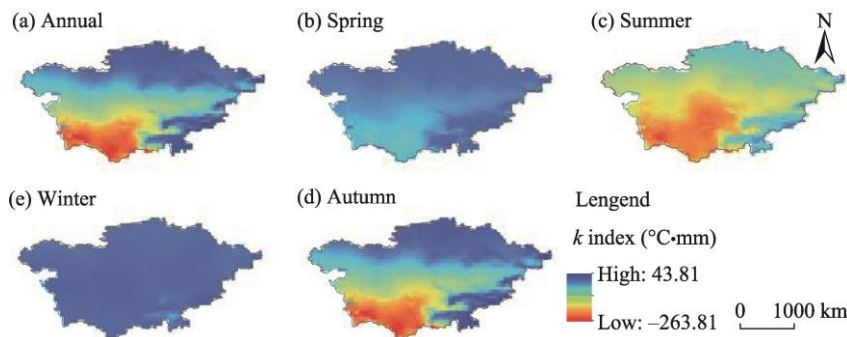 (a) Annual
(b) Spring
(c) Summer
N
(e) Winter
(d) Autumn
Lengend
k index (°C•mm)
High: 43.81
Low: –263.81
0 1000 km